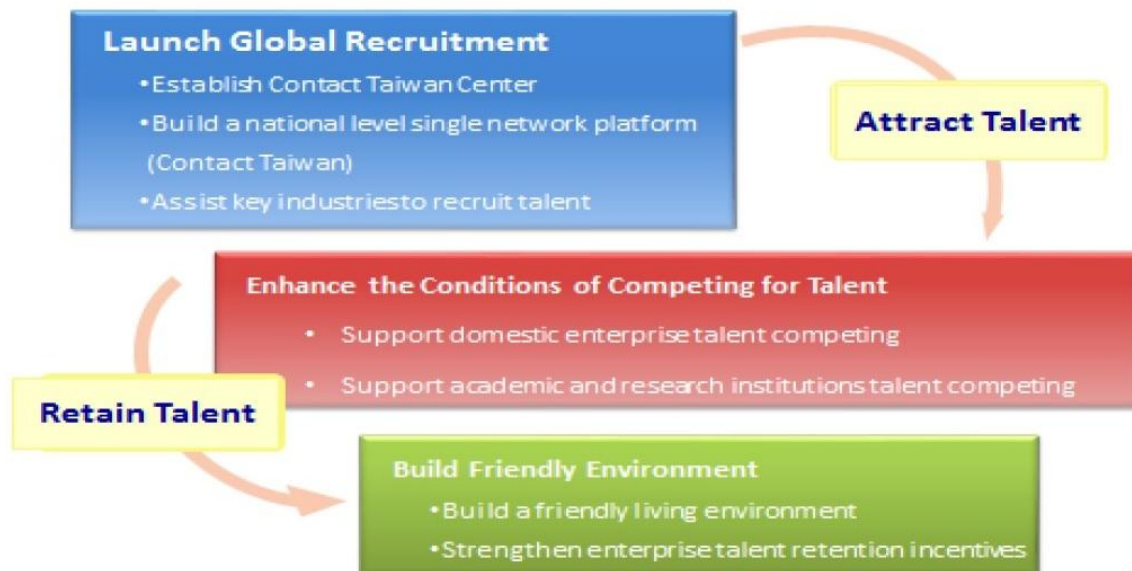 Launch Global Recruitment
•Establish Contact Taiwan Center
•Build a national level single network platform
(Contact Taiwan)
•Assist key industries to recruit talent
Attract Talent
Enhance the Conditions of Competing for Talent
• Support domestic enterprise talent competing
• Support academic and research institutions talent competing
Retain Talent
Build Friendly Environment
•Build a friendly living environment
•Strengthen enterprise talent retention incentives